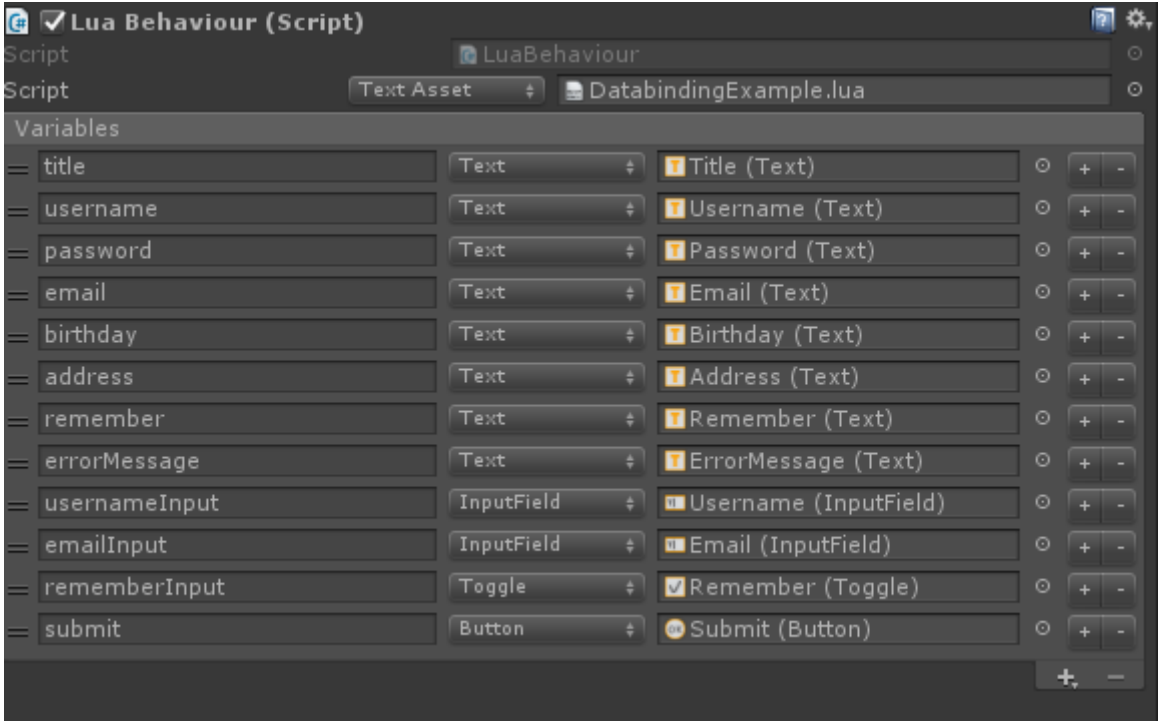 Lua Behaviour (Script)
Script LuaBehaviour
Script Text Asset DatabindingExample.lua
Variables
title Text Title (Text)
username Text Username (Text)
password Text Password (Text)
email Text Email (Text)
birthday Text Birthday (Text)
address Text Address (Text)
remember Text Remember (Text)
errorMessage Text ErrorMessage (Text)
usernameInput InputField Username (InputField)
emailInput InputField Email (InputField)
rememberInput Toggle Remember (Toggle)
submit Button Submit (Button)